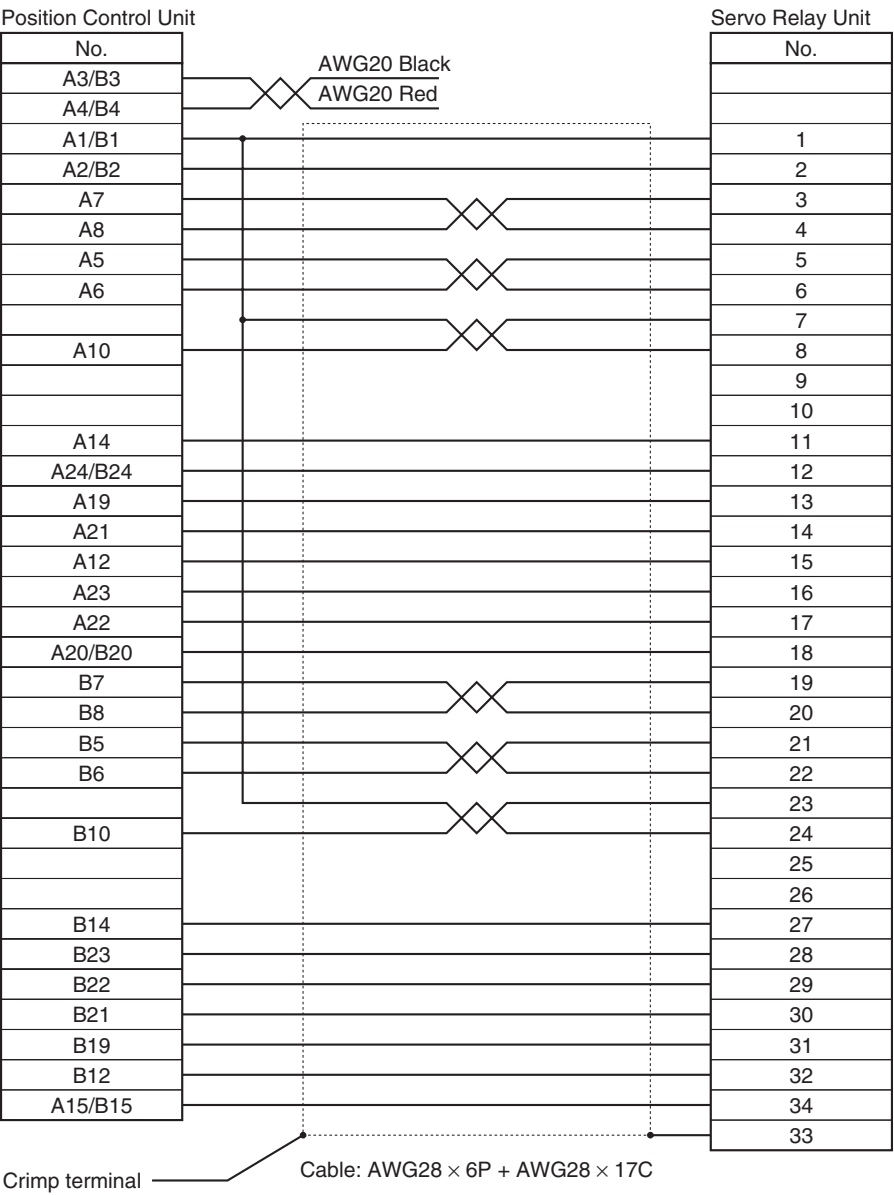 Position Control Unit Servo Relay Unit
No. No.
AWG20 Black
A3/B3
AWG20 Red
A4/B4
A1/B1 1
A2/B2 2
A7 3
A8 4
A5 5
A6 6
7
A10 8
9
10
A14 11
A24/B24 12
A19 13
A21 14
A12 15
A23 16
A22 17
A20/B20 18
B7 19
B8 20
B5 21
B6 22
23
B10 24
25
26
B14 27
B23 28
B22 29
B21 30
B19 31
B12 32
A15/B15 34
33
Crimp terminal
Cable: AWG28 × 6P + AWG28 × 17C